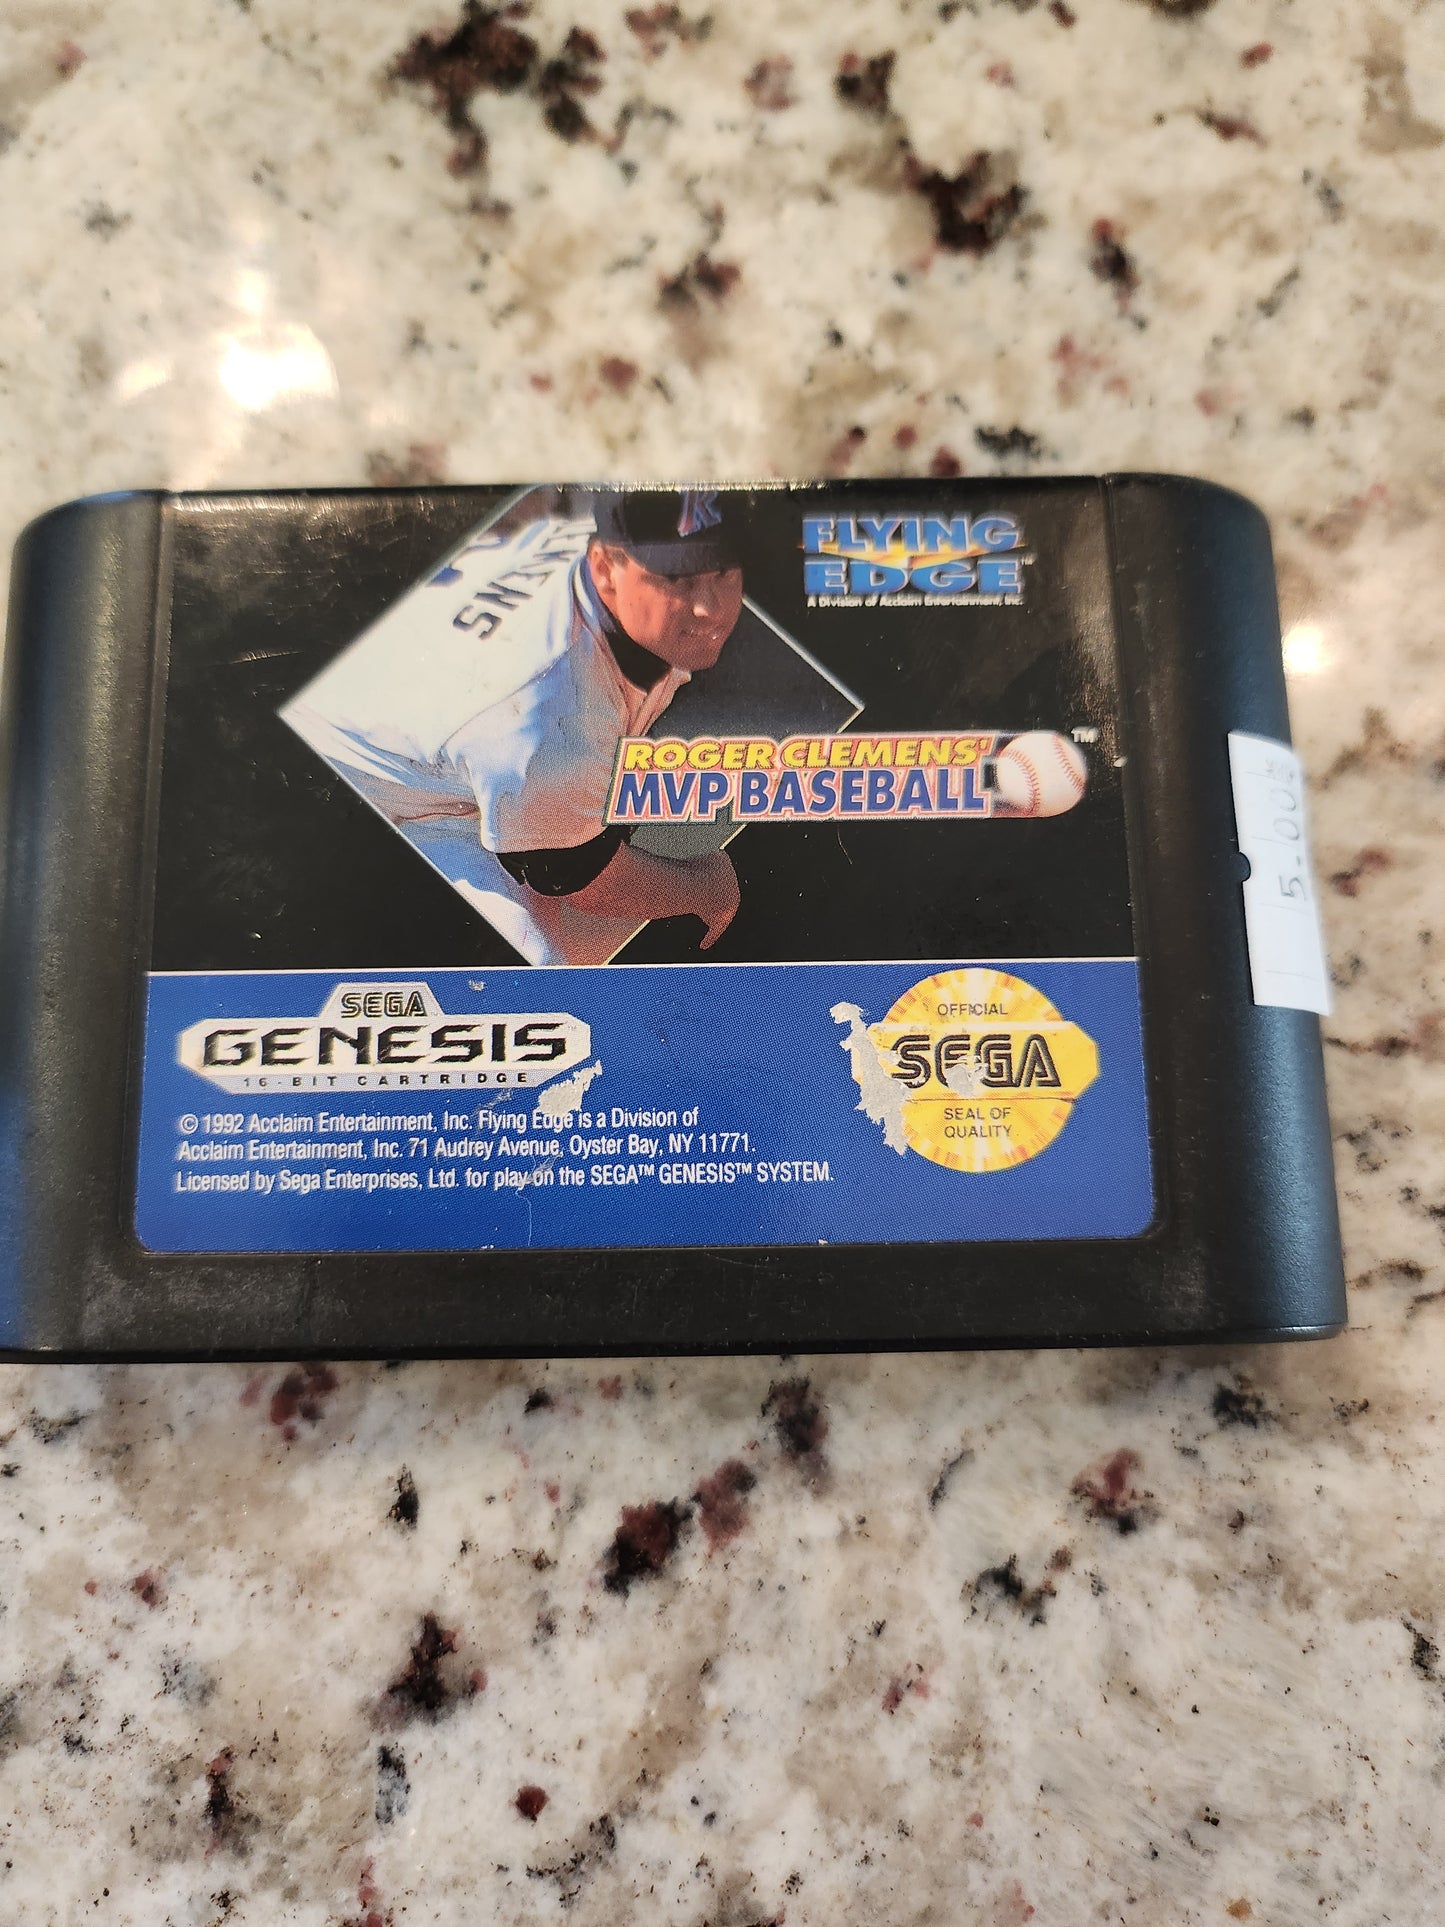 FLYING
EDGE™
A Division of Acclaim Entertainment, Inc.
ENS
K
ROGER CLEMENS'
MVP BASEBALL
™
5.00
SEGA
GENESIS
16-BIT CARTRIDGE
© 1992 Acclaim Entertainment, Inc. Flying Edge is a Division of
Acclaim Entertainment, Inc. 71 Audrey Avenue, Oyster Bay, NY 11771.
Licensed by Sega Enterprises, Ltd. for play on the SEGA™ GENESIS™ SYSTEM.
OFFICIAL
SEGA
SEAL OF
QUALITY